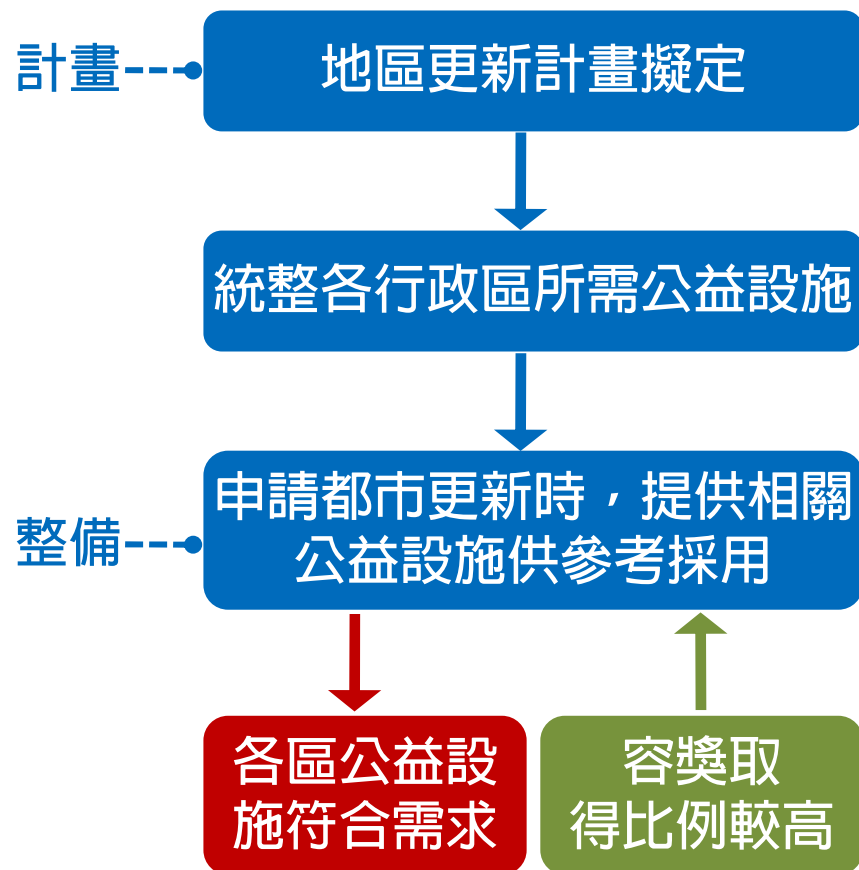 計畫
地區更新計畫擬定
統整各行政區所需公益設施
申請都市更新時，提供相關
公益設施供參考採用
整備
各區公益設
施符合需求
容獎取
得比例較高